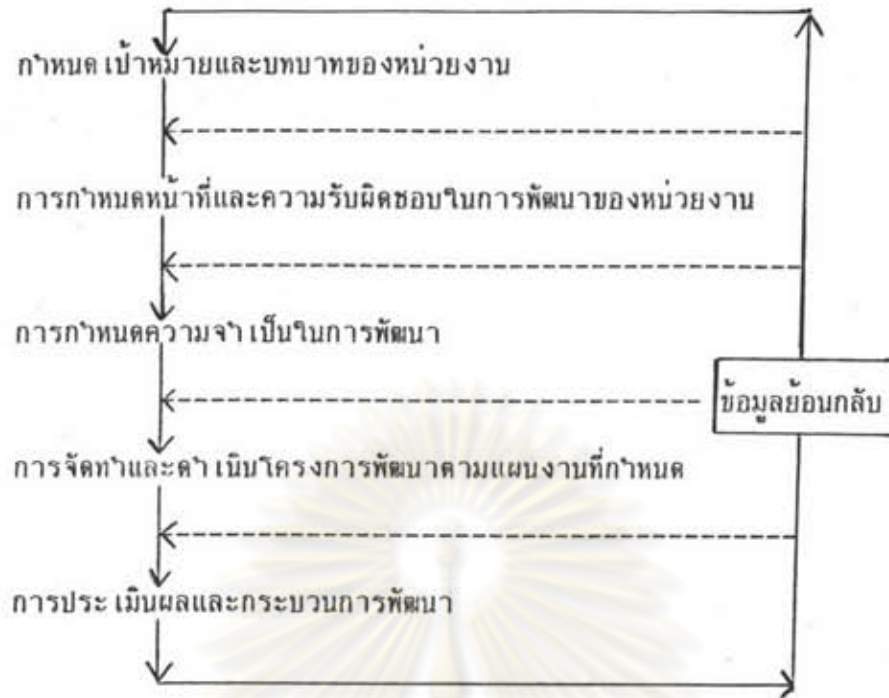 กำหนดเป้าหมายและบทบาทของหน่วยงาน
การกำหนดหน้าที่และความรับผิดชอบในการพัฒนาของหน่วยงาน
การกำหนดความจำเป็นในการพัฒนา
ข้อมูลย้อนกลับ
การจัดทำและดำเนินโครงการพัฒนาตามแผนงานที่กำหนด
การประเมินผลและกระบวนการพัฒนา